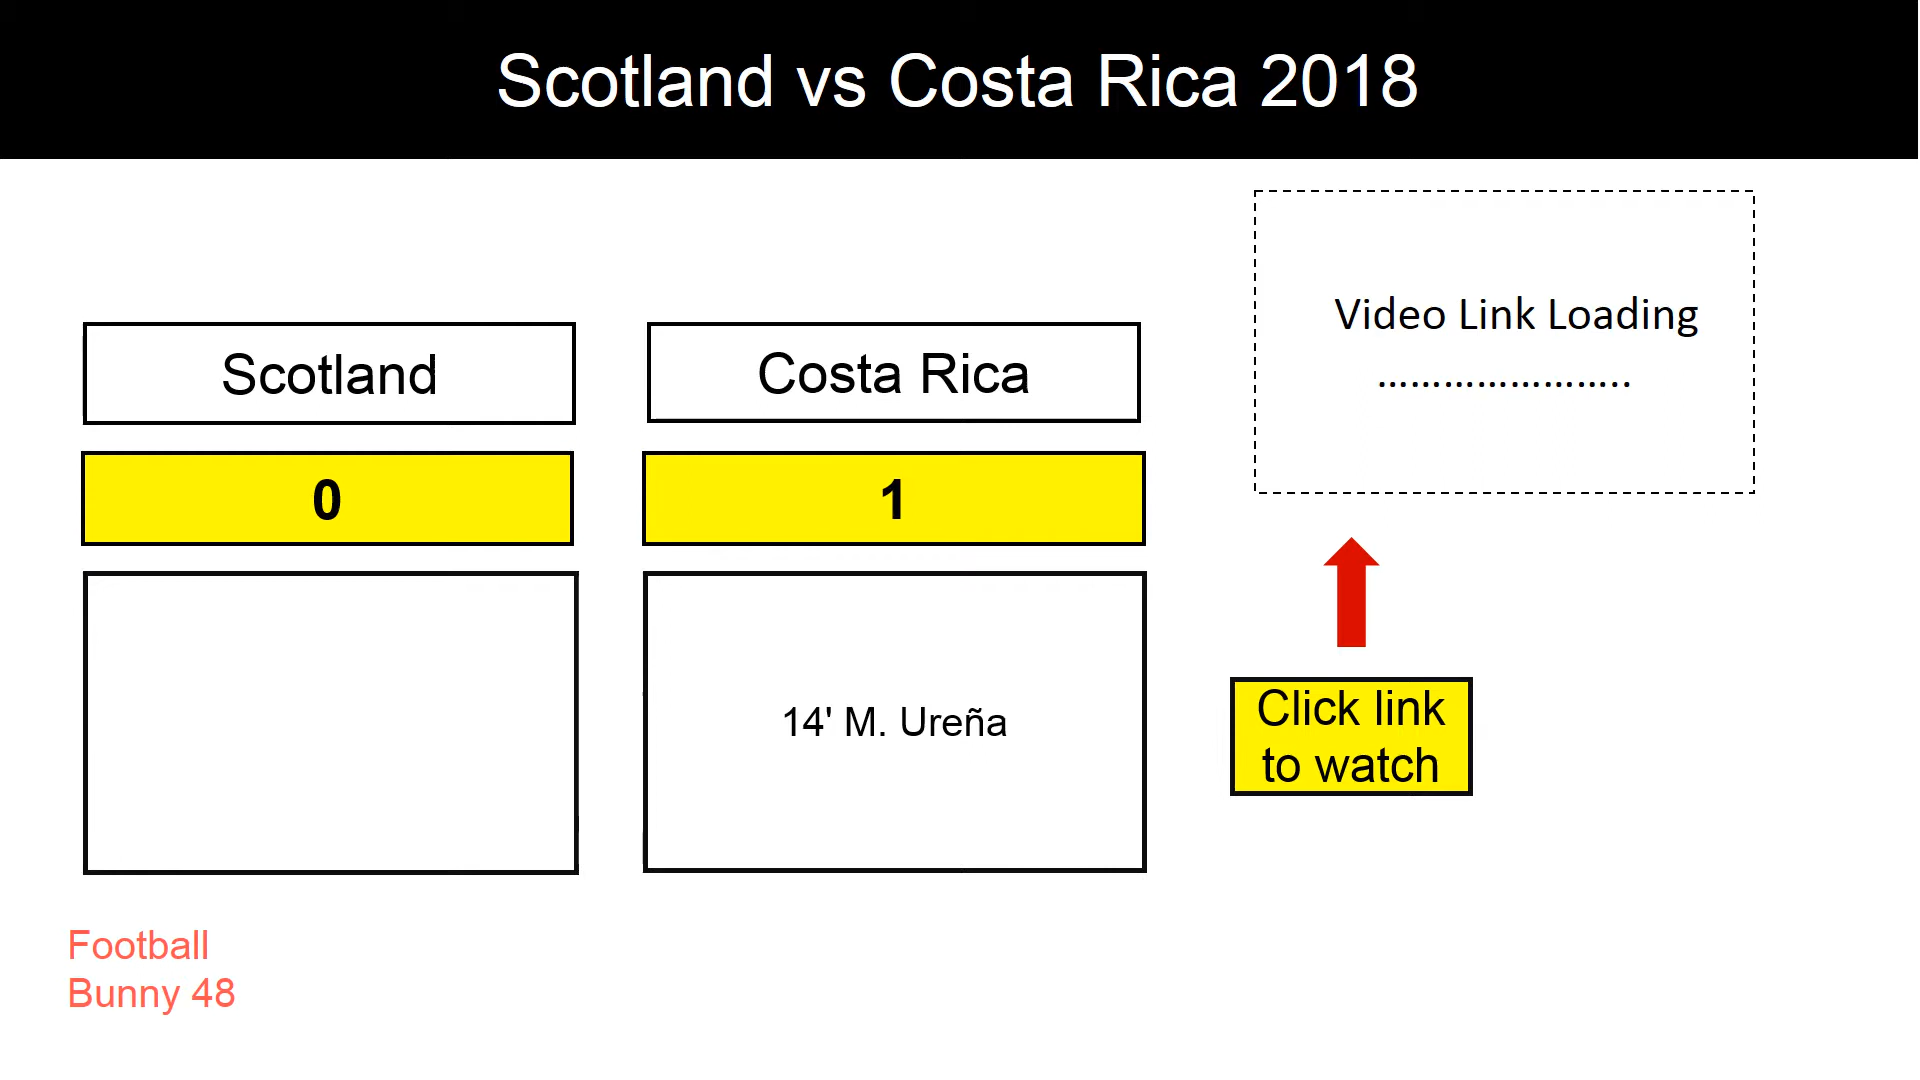 Scotland vs Costa Rica 2018
Scotland
Costa Rica
0
1
14' M. Ureña
Video Link Loading
.......................
Click link
to watch
Football
Bunny 48